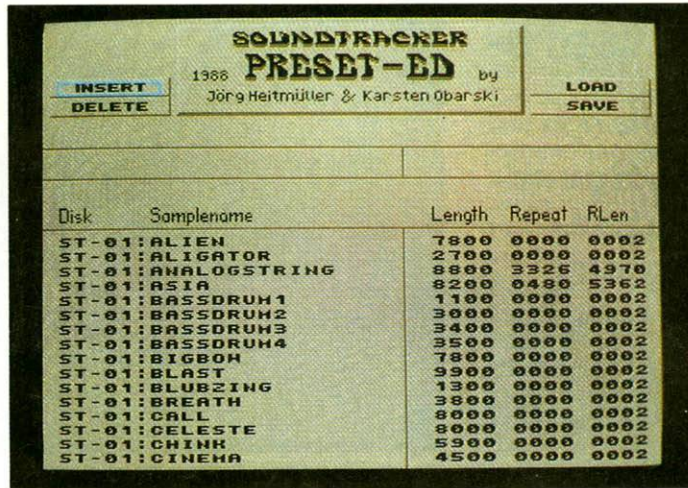 SOUNDTRACKER
1988 PRESET-ED by
Jörg Heitmüller & Karsten Obarski
INSERT
DELETE
LOAD
SAVE
Disk Samplename Length Repeat RLen
ST-01:ALIEN 7800 0000 0002
ST-01:ALIGATOR 2700 0000 0002
ST-01:ANALOGSTRING 8800 3326 4970
ST-01:ASIA 8200 0480 5362
ST-01:BASSDRUM1 1100 0000 0002
ST-01:BASSDRUM2 3000 0000 0002
ST-01:BASSDRUM3 3400 0000 0002
ST-01:BASSDRUM4 3500 0000 0002
ST-01:BIGBOW 7800 0000 0002
ST-01:BLAST 9900 0000 0002
ST-01:BLUBZING 1300 0000 0002
ST-01:BREATH 3800 0000 0002
ST-01:CALL 8000 0000 0002
ST-01:CELESTE 8000 0000 0002
ST-01:CHINK 5900 0000 0002
ST-01:CINEMA 4500 0000 0002